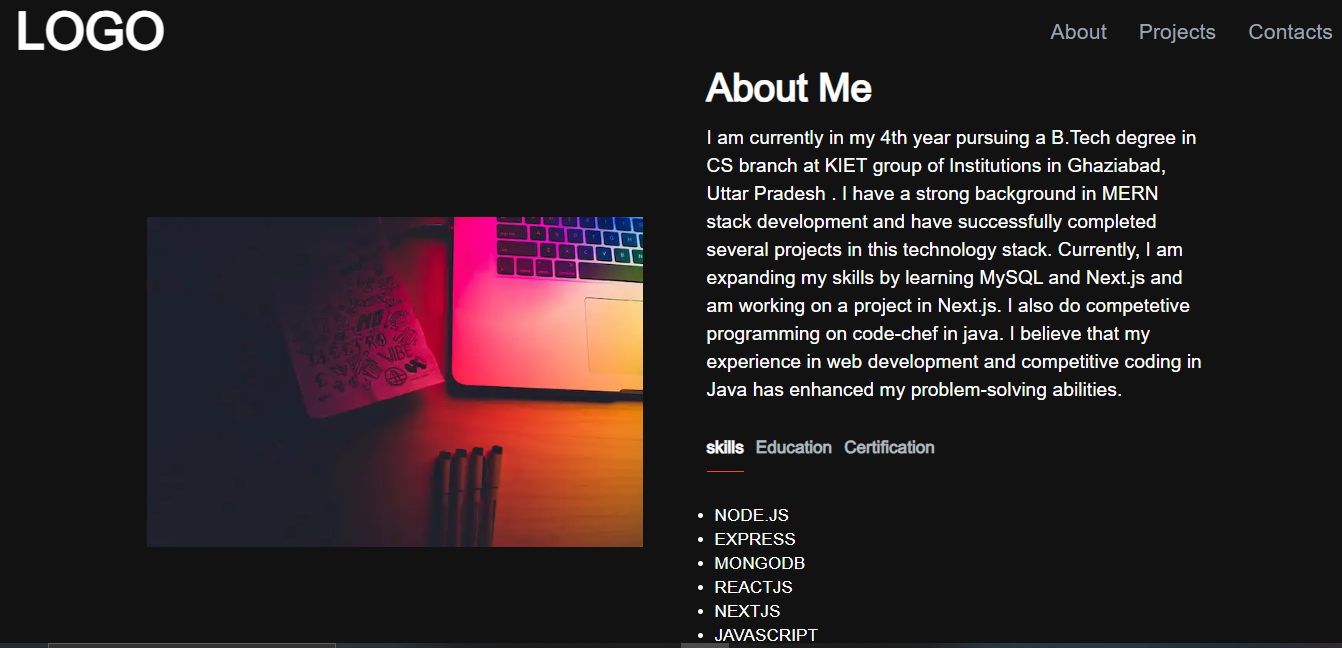 LOGO
About Projects Contacts
About Me
I am currently in my 4th year pursuing a B.Tech degree in
CS branch at KIET group of Institutions in Ghaziabad,
Uttar Pradesh . I have a strong background in MERN
stack development and have successfully completed
several projects in this technology stack. Currently, I am
expanding my skills by learning MySQL and Next.js and
am working on a project in Next.js. I also do competetive
programming on code-chef in java. I believe that my
experience in web development and competitive coding in
Java has enhanced my problem-solving abilities.
skills Education Certification
NODE.JS
EXPRESS
MONGODB
REACTJS
NEXTJS
JAVASCRIPT
VIBE